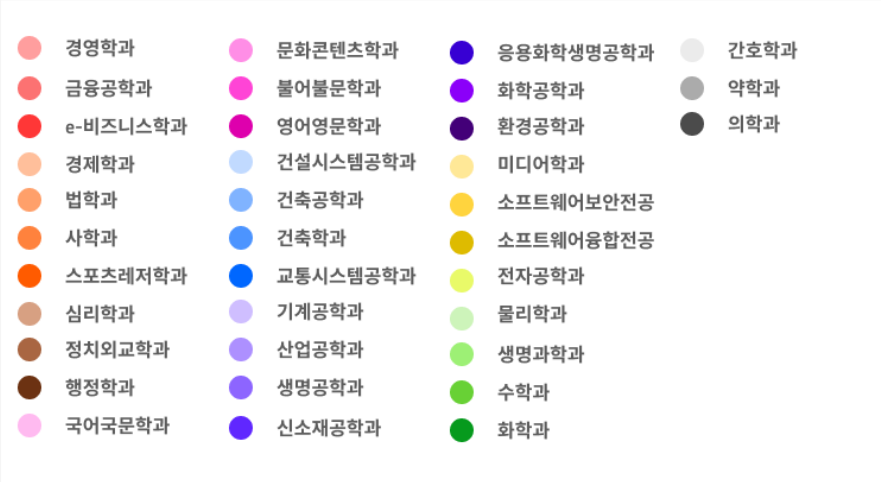 경영학과
금융공학과
e-비즈니스학과
경제학과
법학과
사학과
스포츠레저학과
심리학과
정치외교학과
행정학과
국어국문학과
문화콘텐츠학과
불어불문학과
영어영문학과
건설시스템공학과
건축공학과
건축학과
교통시스템공학과
기계공학과
산업공학과
생명공학과
신소재공학과
응용화학생명공학과
화학공학과
환경공학과
미디어학과
소프트웨어보안전공
소프트웨어융합전공
전자공학과
물리학과
생명과학과
수학과
화학과
간호학과
약학과
의학과